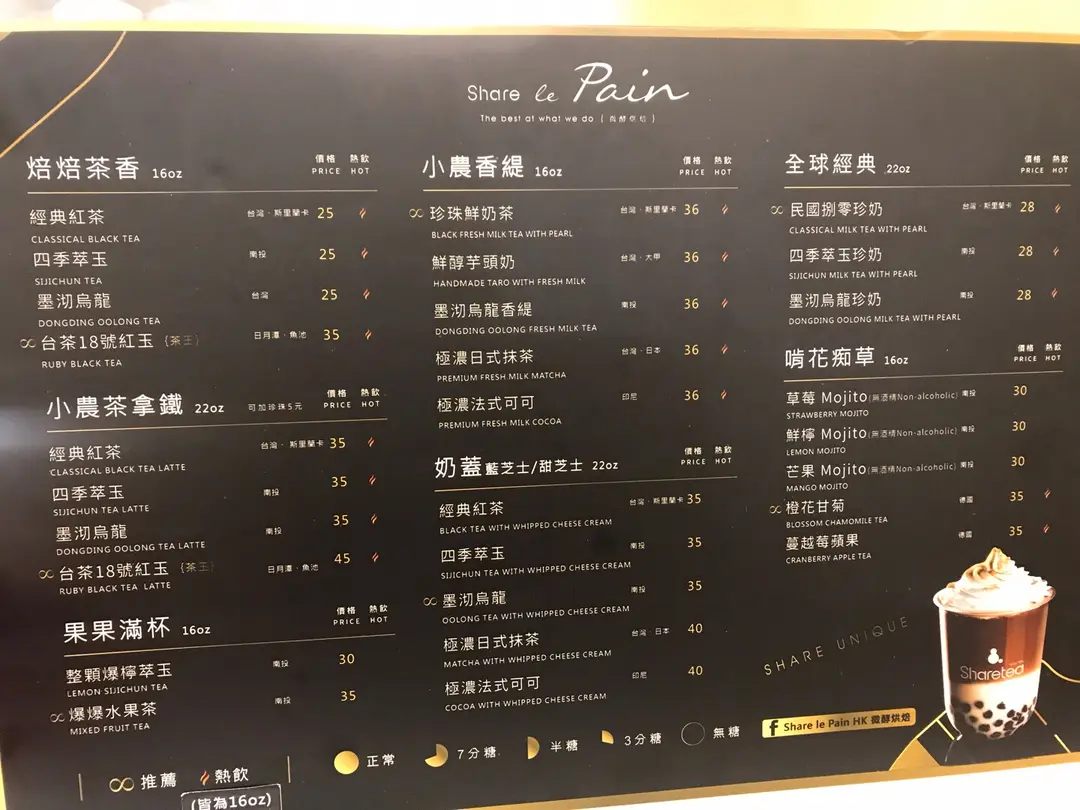 Share le Pain
The best at what we do { 微酵烘焙 }
焙焙茶香 16oz 價格 熱飲
PRICE HOT
經典紅茶 台灣、斯里蘭卡 25
CLASSICAL BLACK TEA
四季萃玉 南投 25
SIJICHUN TEA
墨沏烏龍 台灣 25
DONGDING OOLONG TEA
台茶18號紅玉 {茶王} 日月潭、魚池 35
RUBY BLACK TEA
小農茶拿鐵 22oz 可加珍珠5元 價格 熱飲
PRICE HOT
經典紅茶 台灣、斯里蘭卡 35
CLASSICAL BLACK TEA LATTE
四季萃玉 南投 35
SIJICHUN TEA LATTE
墨沏烏龍 南投 35
DONGDING OOLONG TEA LATTE
台茶18號紅玉 {茶王} 日月潭、魚池 45
RUBY BLACK TEA LATTE
果果滿杯 16oz 價格 熱飲
PRICE HOT
整顆爆檸萃玉 南投 30
LEMON SIJICHUN TEA
爆爆水果茶 南投 35
MIXED FRUIT TEA
小農香緹 16oz 價格 熱飲
PRICE HOT
珍珠鮮奶茶 台灣、斯里蘭卡 36
BLACK FRESH MILK TEA WITH PEARL
鮮醇芋頭奶 台灣、大甲 36
HANDMADE TARO WITH FRESH MILK
墨沏烏龍香緹 南投 36
DONGDING OOLONG FRESH MILK TEA
極濃日式抹茶 台灣、日本 36
PREMIUM FRESH MILK MATCHA
極濃法式可可 印尼 36
PREMIUM FRESH MILK COCOA
奶蓋 藍芝士/甜芝士 22oz 價格 熱飲
PRICE HOT
經典紅茶 台灣、斯里蘭卡 35
BLACK TEA WITH WHIPPED CHEESE CREAM
四季萃玉 南投 35
SIJICHUN TEA WITH WHIPPED CHEESE CREAM
墨沏烏龍 南投 35
OOLONG TEA WITH WHIPPED CHEESE CREAM
極濃日式抹茶 台灣、日本 40
MATCHA WITH WHIPPED CHEESE CREAM
極濃法式可可 印尼 40
COCOA WITH WHIPPED CHEESE CREAM
全球經典 22oz 價格 熱飲
PRICE HOT
民國捌零珍奶 台灣、斯里蘭卡 28
CLASSICAL MILK TEA WITH PEARL
四季萃玉珍奶 南投 28
SIJICHUN MILK TEA WITH PEARL
墨沏烏龍珍奶 南投 28
DONGDING OOLONG MILK TEA WITH PEARL
啃花痴草 16oz 價格 熱飲
PRICE HOT
草莓 Mojito(無酒精Non-alcoholic) 南投 30
STRAWBERRY MOJITO
鮮檸 Mojito(無酒精Non-alcoholic) 南投 30
LEMON MOJITO
芒果 Mojito(無酒精Non-alcoholic) 南投 30
MANGO MOJITO
橙花甘菊 德國 35
BLOSSOM CHAMOMILE TEA
蔓越莓蘋果 德國 35
CRANBERRY APPLE TEA
SHARE UNIQUE
Sharetea
f Share le Pain HK 微酵烘焙
推薦 熱飲 正常 7分糖 半糖 3分糖 無糖
(皆為16oz)